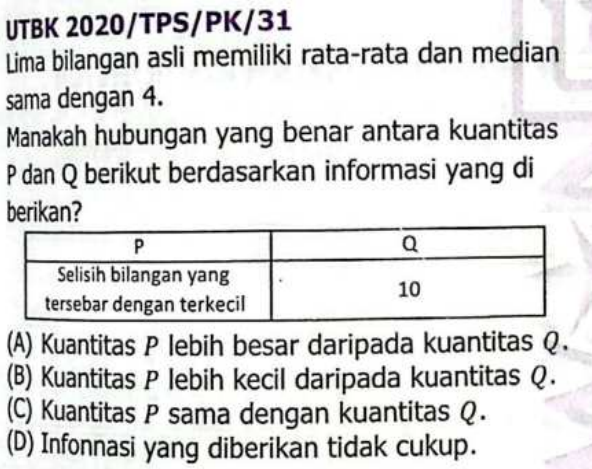 UTBK 2020/TPS/PK/31
Lima bilangan asli memiliki rata-rata dan median
sama dengan 4.
Manakah hubungan yang benar antara kuantitas
P dan Q berikut berdasarkan informasi yang di
berikan?
P Q
Selisih bilangan yang
tersebar dengan terkecil 10
(A) Kuantitas P lebih besar daripada kuantitas Q.
(B) Kuantitas P lebih kecil daripada kuantitas Q.
(C) Kuantitas P sama dengan kuantitas Q.
(D) Infonnasi yang diberikan tidak cukup.